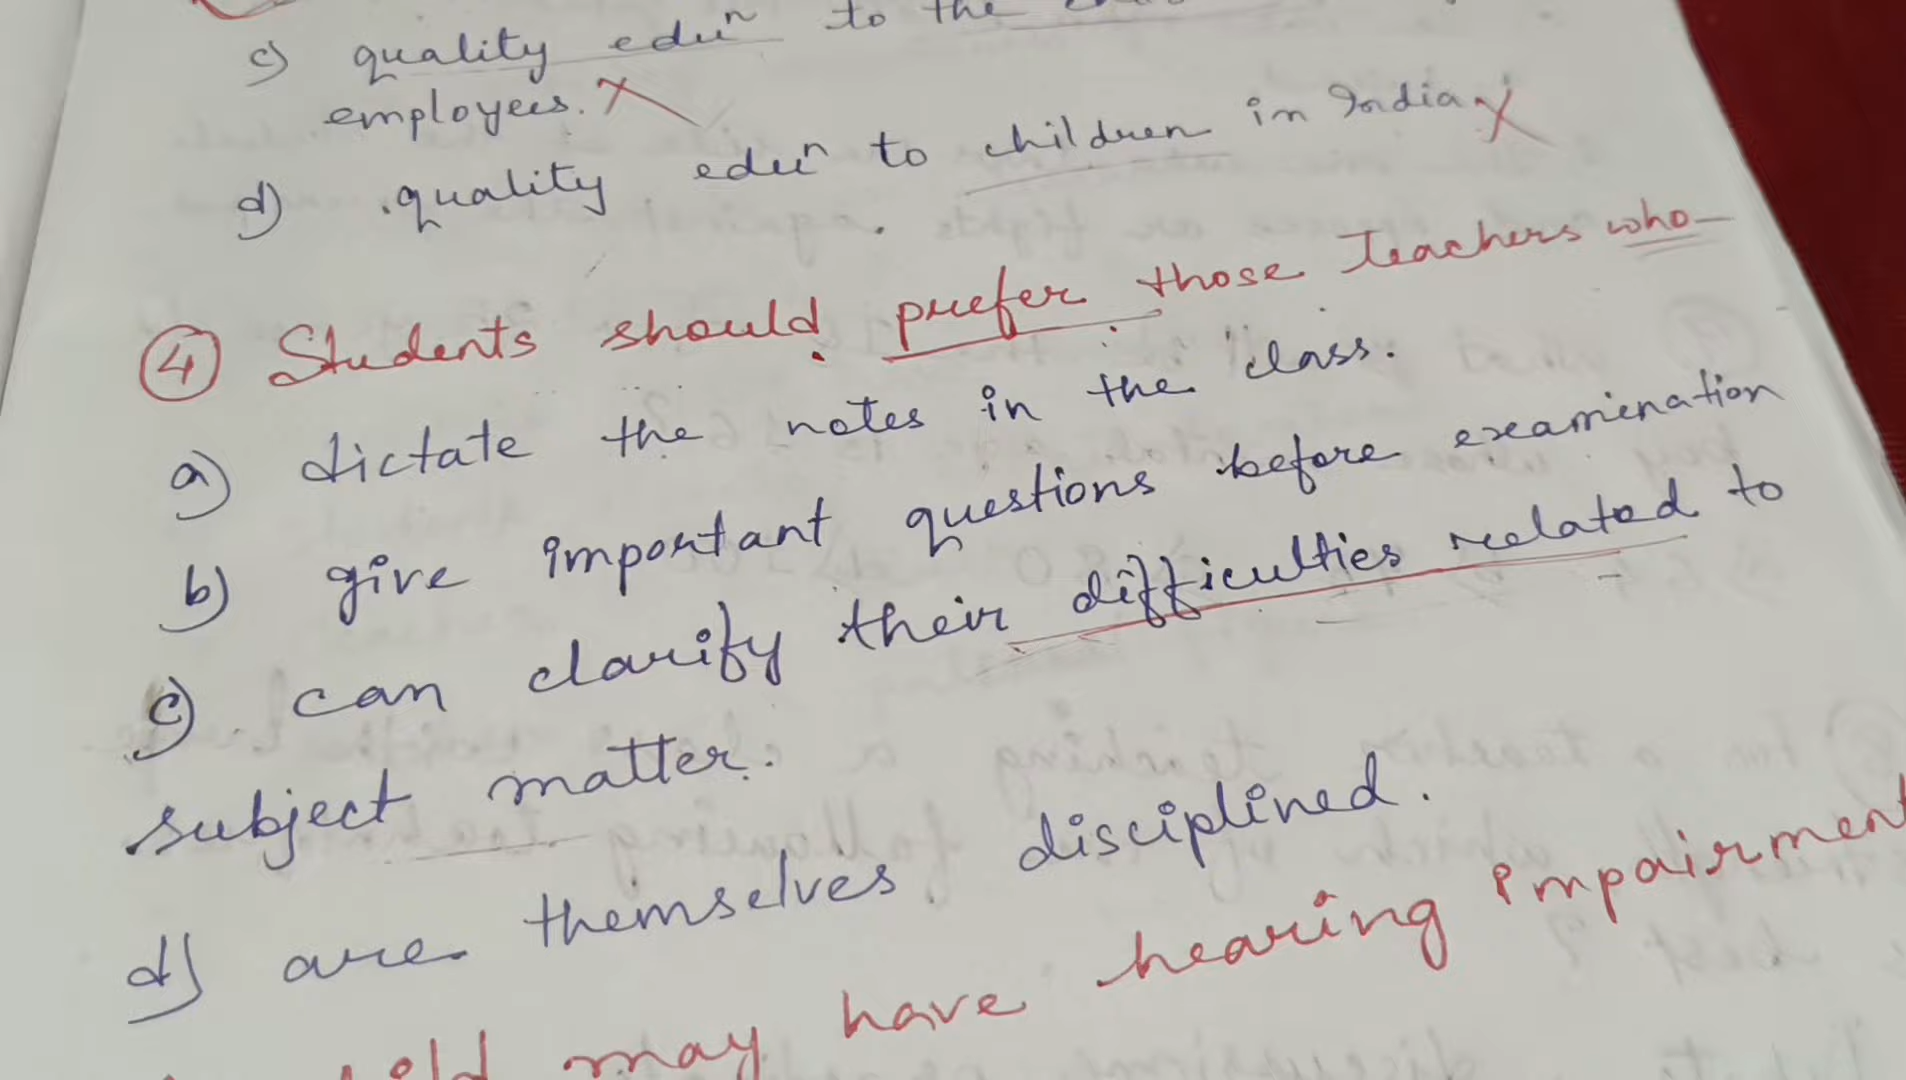 c) quality eduⁿ to the
employees. X
d) quality eduⁿ to children in India X
④ Students should prefer those Teachers who—
a) dictate the notes in the class.
b) give important questions before examination
c) can clarify their difficulties related to
subject matter.
d) are themselves disciplined.
may have hearing impairment